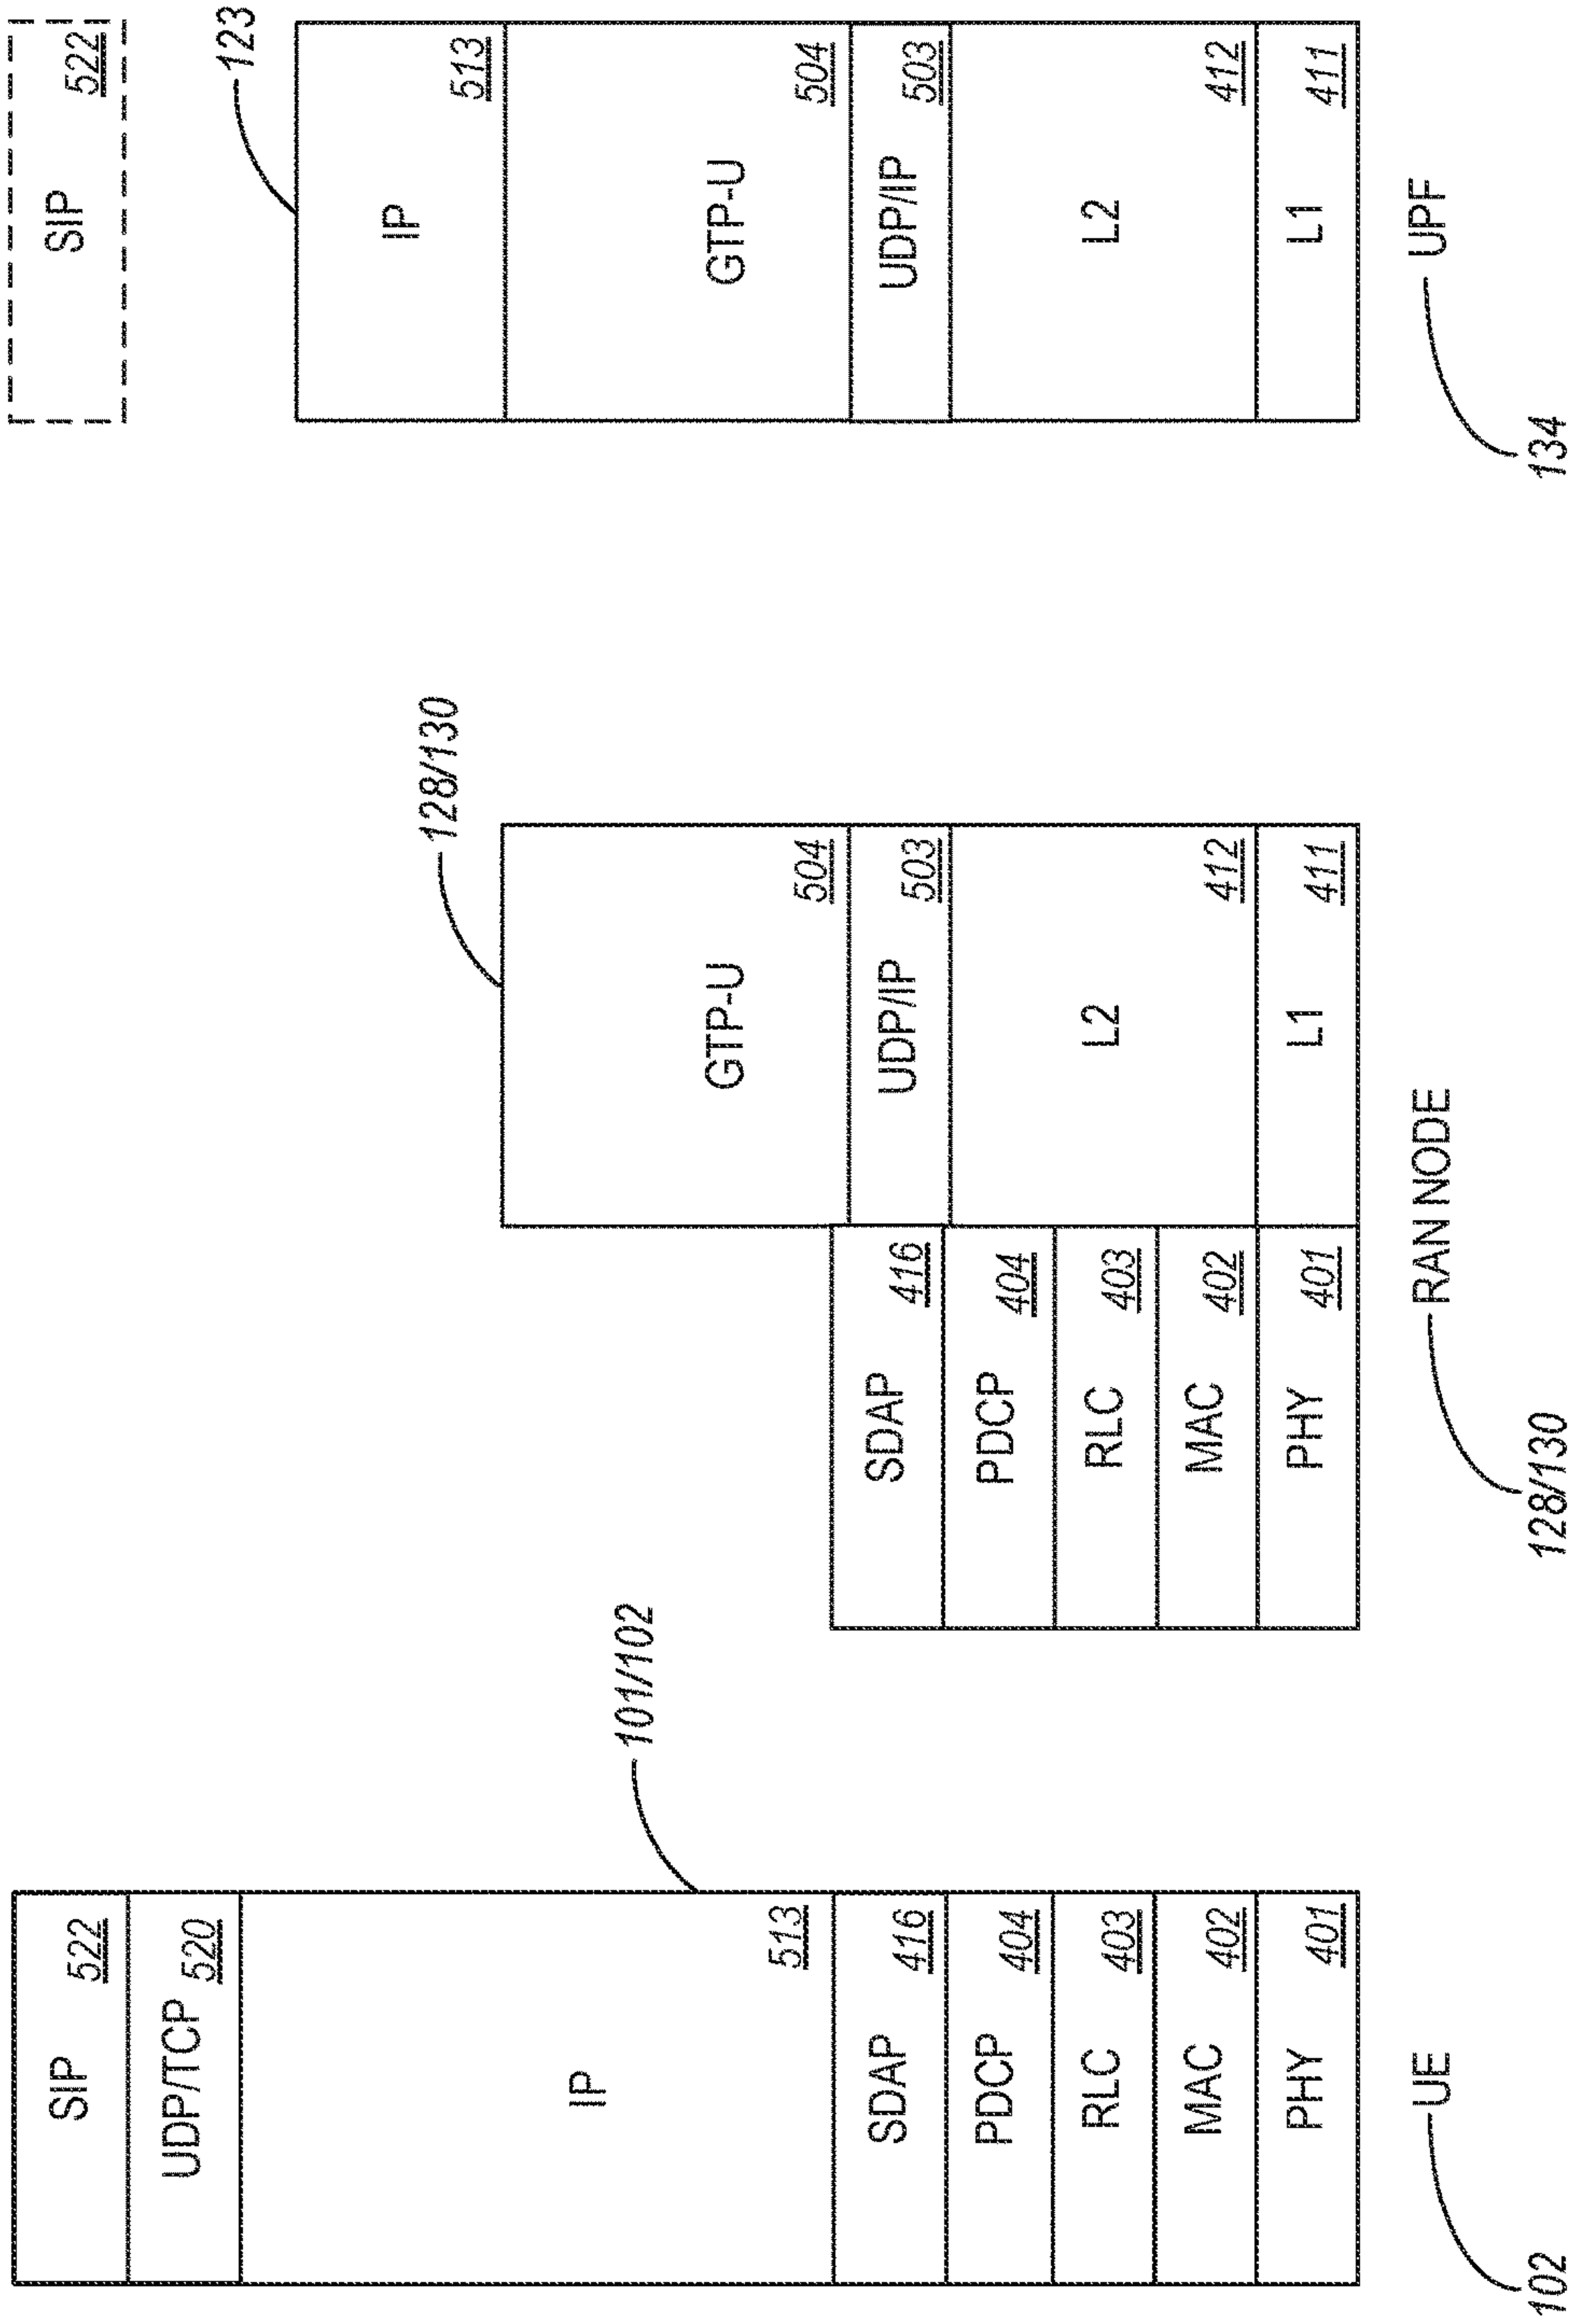 SIP 522
UDP/TCP 520
IP 513
SDAP 416
PDCP 404
RLC 403
MAC 402
PHY 401
101/102
UE
102
SDAP 416
PDCP 404
RLC 403
MAC 402
PHY 401
GTP-U 504
UDP/IP 503
L2 412
L1 411
128/130
RAN NODE
128/130
SIP 522
123
IP 513
GTP-U 504
UDP/IP 503
L2 412
L1 411
UPF
134